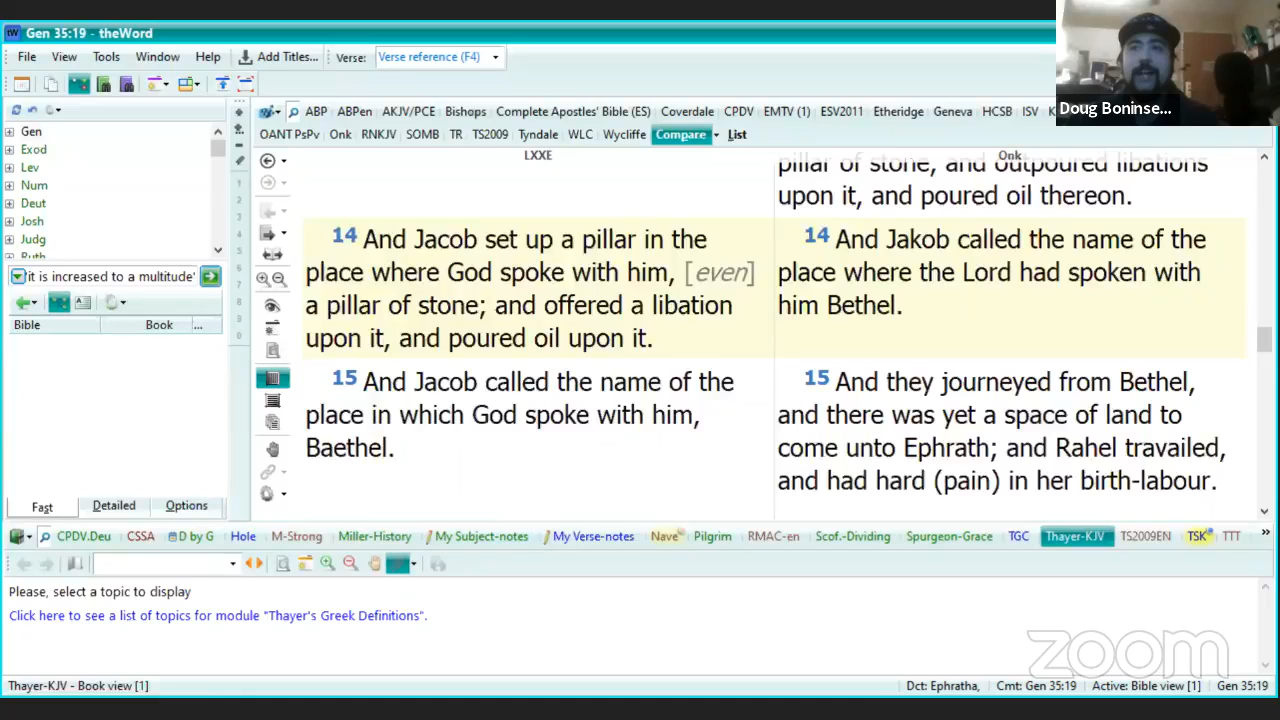 Gen 35:19 - theWord
File View Tools Window Help Add Titles... Verse: Verse reference (F4)
Doug Boninse...
ABP ABPen AKJV/PCE Bishops Complete Apostles' Bible (ES) Coverdale CPDV EMTV (1) ESV2011 Etheridge Geneva HCSB ISV
OANT PsPv Onk RNKJV SOMB TR TS2009 Tyndale WLC Wycliffe Compare List
Gen
Exod
Lev
Num
Deut
Josh
Judg
Ruth
it is increased to a multitude'
Bible Book ...
Fast Detailed Options
LXXE
14 And Jacob set up a pillar in the
place where God spoke with him, [even]
a pillar of stone; and offered a libation
upon it, and poured oil upon it.
15 And Jacob called the name of the
place in which God spoke with him,
Baethel.
Onk
pillar of stone, and outpoured libations
upon it, and poured oil thereon.
14 And Jakob called the name of the
place where the Lord had spoken with
him Bethel.
15 And they journeyed from Bethel,
and there was yet a space of land to
come unto Ephrath; and Rahel travailed,
and had hard (pain) in her birth-labour.
CPDV.Deu CSSA D by G Hole M-Strong Miller-History My Subject-notes My Verse-notes Nave Pilgrim RMAC-en Scof.-Dividing Spurgeon-Grace TGC Thayer-KJV TS2009EN TSK TTT
Please, select a topic to display
Click here to see a list of topics for module "Thayer's Greek Definitions".
zoom
Thayer-KJV - Book view [1] Dct: Ephratha, Cmt: Gen 35:19 Active: Bible view [1] Gen 35:19